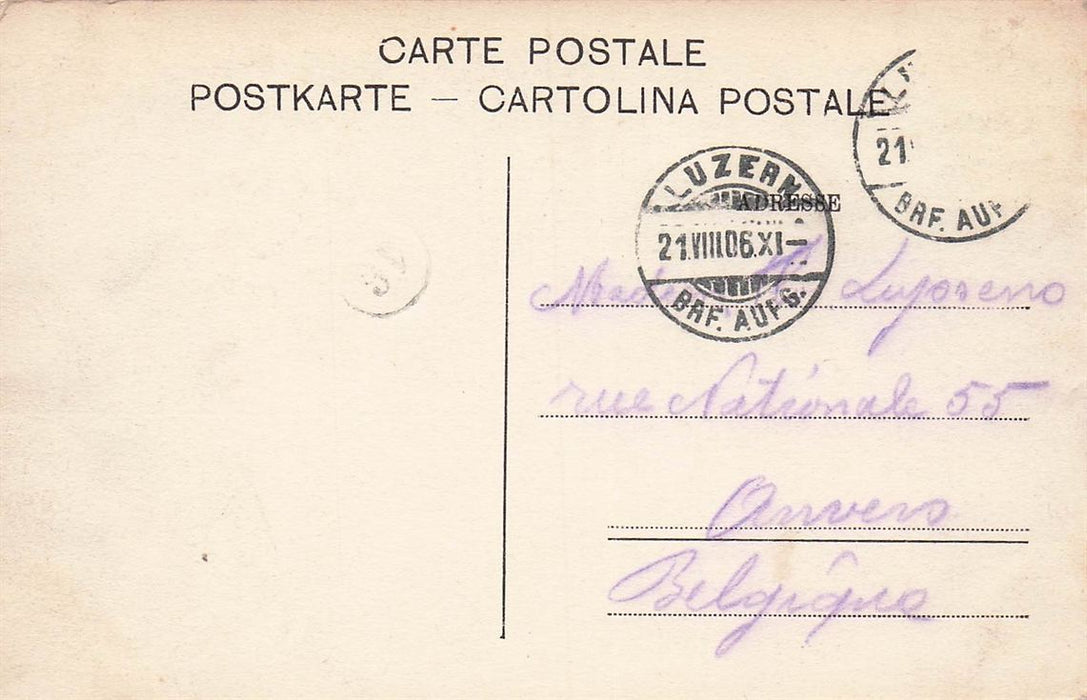 CARTE POSTALE
POSTKARTE — CARTOLINA POSTALE
21
BRF. AUF
LUZERN
ADRESSE
21.VIII.06.XI–
BRF. AUFG.
rue Nationale 55
Anvers
Belgique